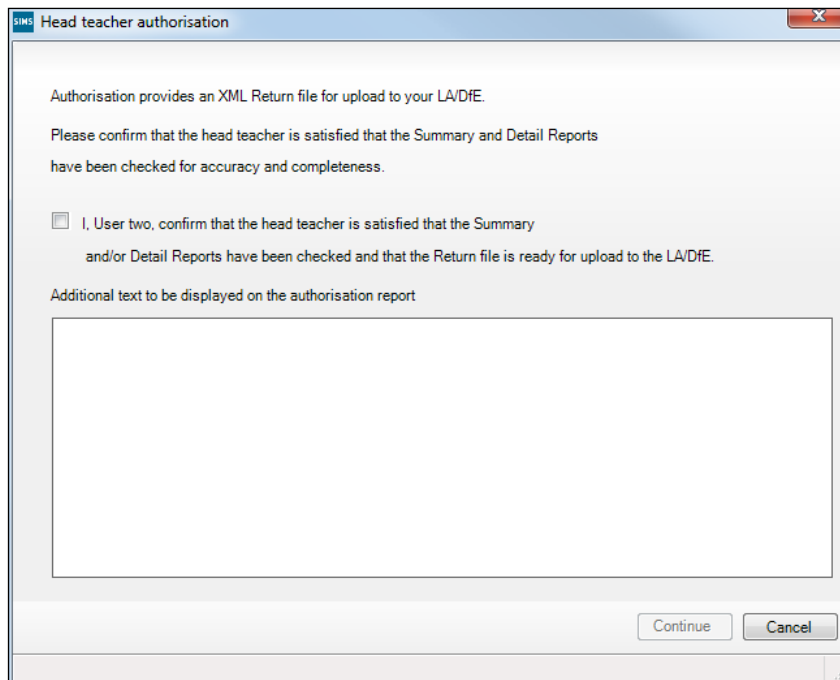 SIMS Head teacher authorisation
Authorisation provides an XML Return file for upload to your LA/DfE.
Please confirm that the head teacher is satisfied that the Summary and Detail Reports
have been checked for accuracy and completeness.
I, User two, confirm that the head teacher is satisfied that the Summary
and/or Detail Reports have been checked and that the Return file is ready for upload to the LA/DfE.
Additional text to be displayed on the authorisation report
Continue Cancel